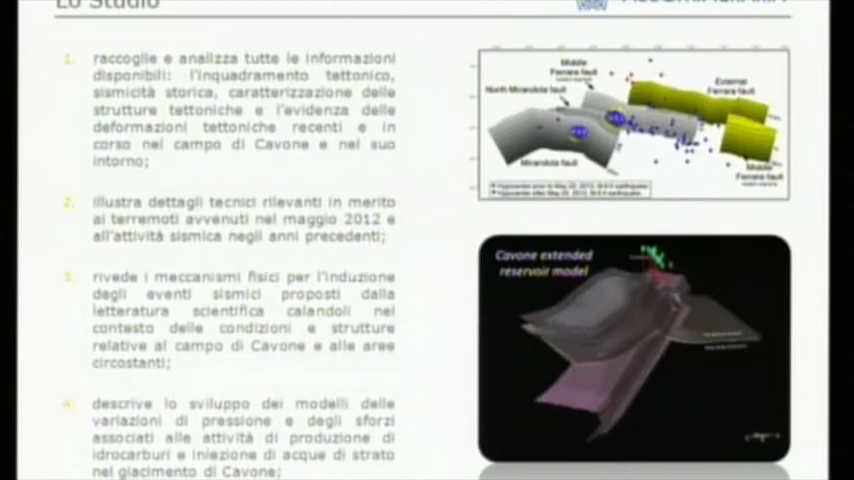 Lo Studio
1. raccoglie e analizza tutte le informazioni
disponibili: l'inquadramento tettonico,
sismicità storica, caratterizzazione delle
strutture tettoniche e l'evidenza delle
deformazioni tettoniche recenti e in
corso nel campo di Cavone e nel suo
intorno;
2. illustra dettagli tecnici rilevanti in merito
ai terremoti avvenuti nel maggio 2012 e
all'attività sismica negli anni precedenti;
3. rivede i meccanismi fisici per l'induzione
degli eventi sismici proposti dalla
letteratura scientifica calandoli nel
contesto delle condizioni e strutture
relative al campo di Cavone e alle aree
circostanti;
4. descrive lo sviluppo dei modelli delle
variazioni di pressione e degli sforzi
associati alle attività di produzione di
idrocarburi e iniezione di acque di strato
nel giacimento di Cavone;
Middle
Ferrara fault
North Mirandola fault
External
Ferrara fault
Mirandola fault
Middle
Ferrara fault
Cavone extended
reservoir model